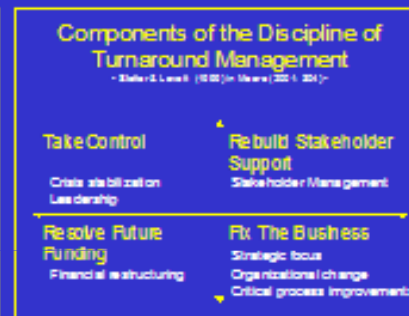 Components of the Discipline of
Turnaround Management
Take Control
Crisis stabilization
Leadership
Rebuild Stakeholder
Support
Stakeholder Management
Resolve Future
Funding
Financial restructuring
Fix The Business
Strategic focus
Organizational change
Critical process improvements